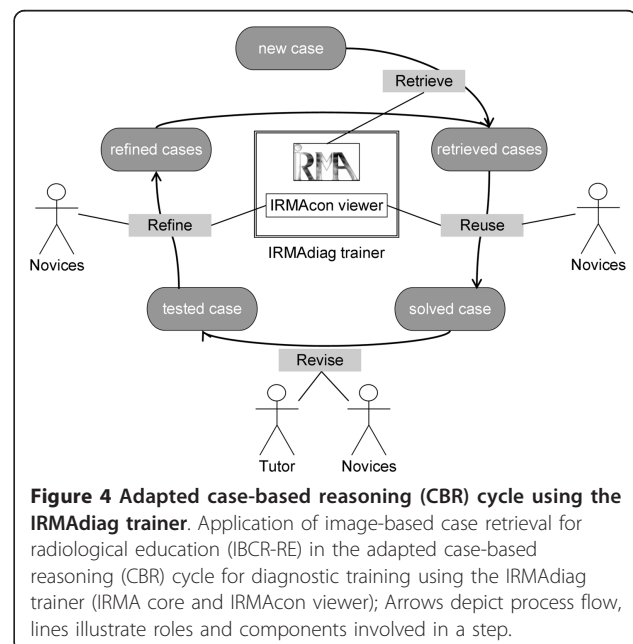 new case
Retrieve
refined cases
retrieved cases
IRMA
IRMAcon viewer
Refine
Reuse
Novices
IRMAdiag trainer
Novices
tested case
solved case
Revise
Tutor
Novices
Figure 4 Adapted case-based reasoning (CBR) cycle using the
IRMAdiag trainer. Application of image-based case retrieval for
radiological education (IBCR-RE) in the adapted case-based
reasoning (CBR) cycle for diagnostic training using the IRMAdiag
trainer (IRMA core and IRMAcon viewer); Arrows depict process flow,
lines illustrate roles and components involved in a step.